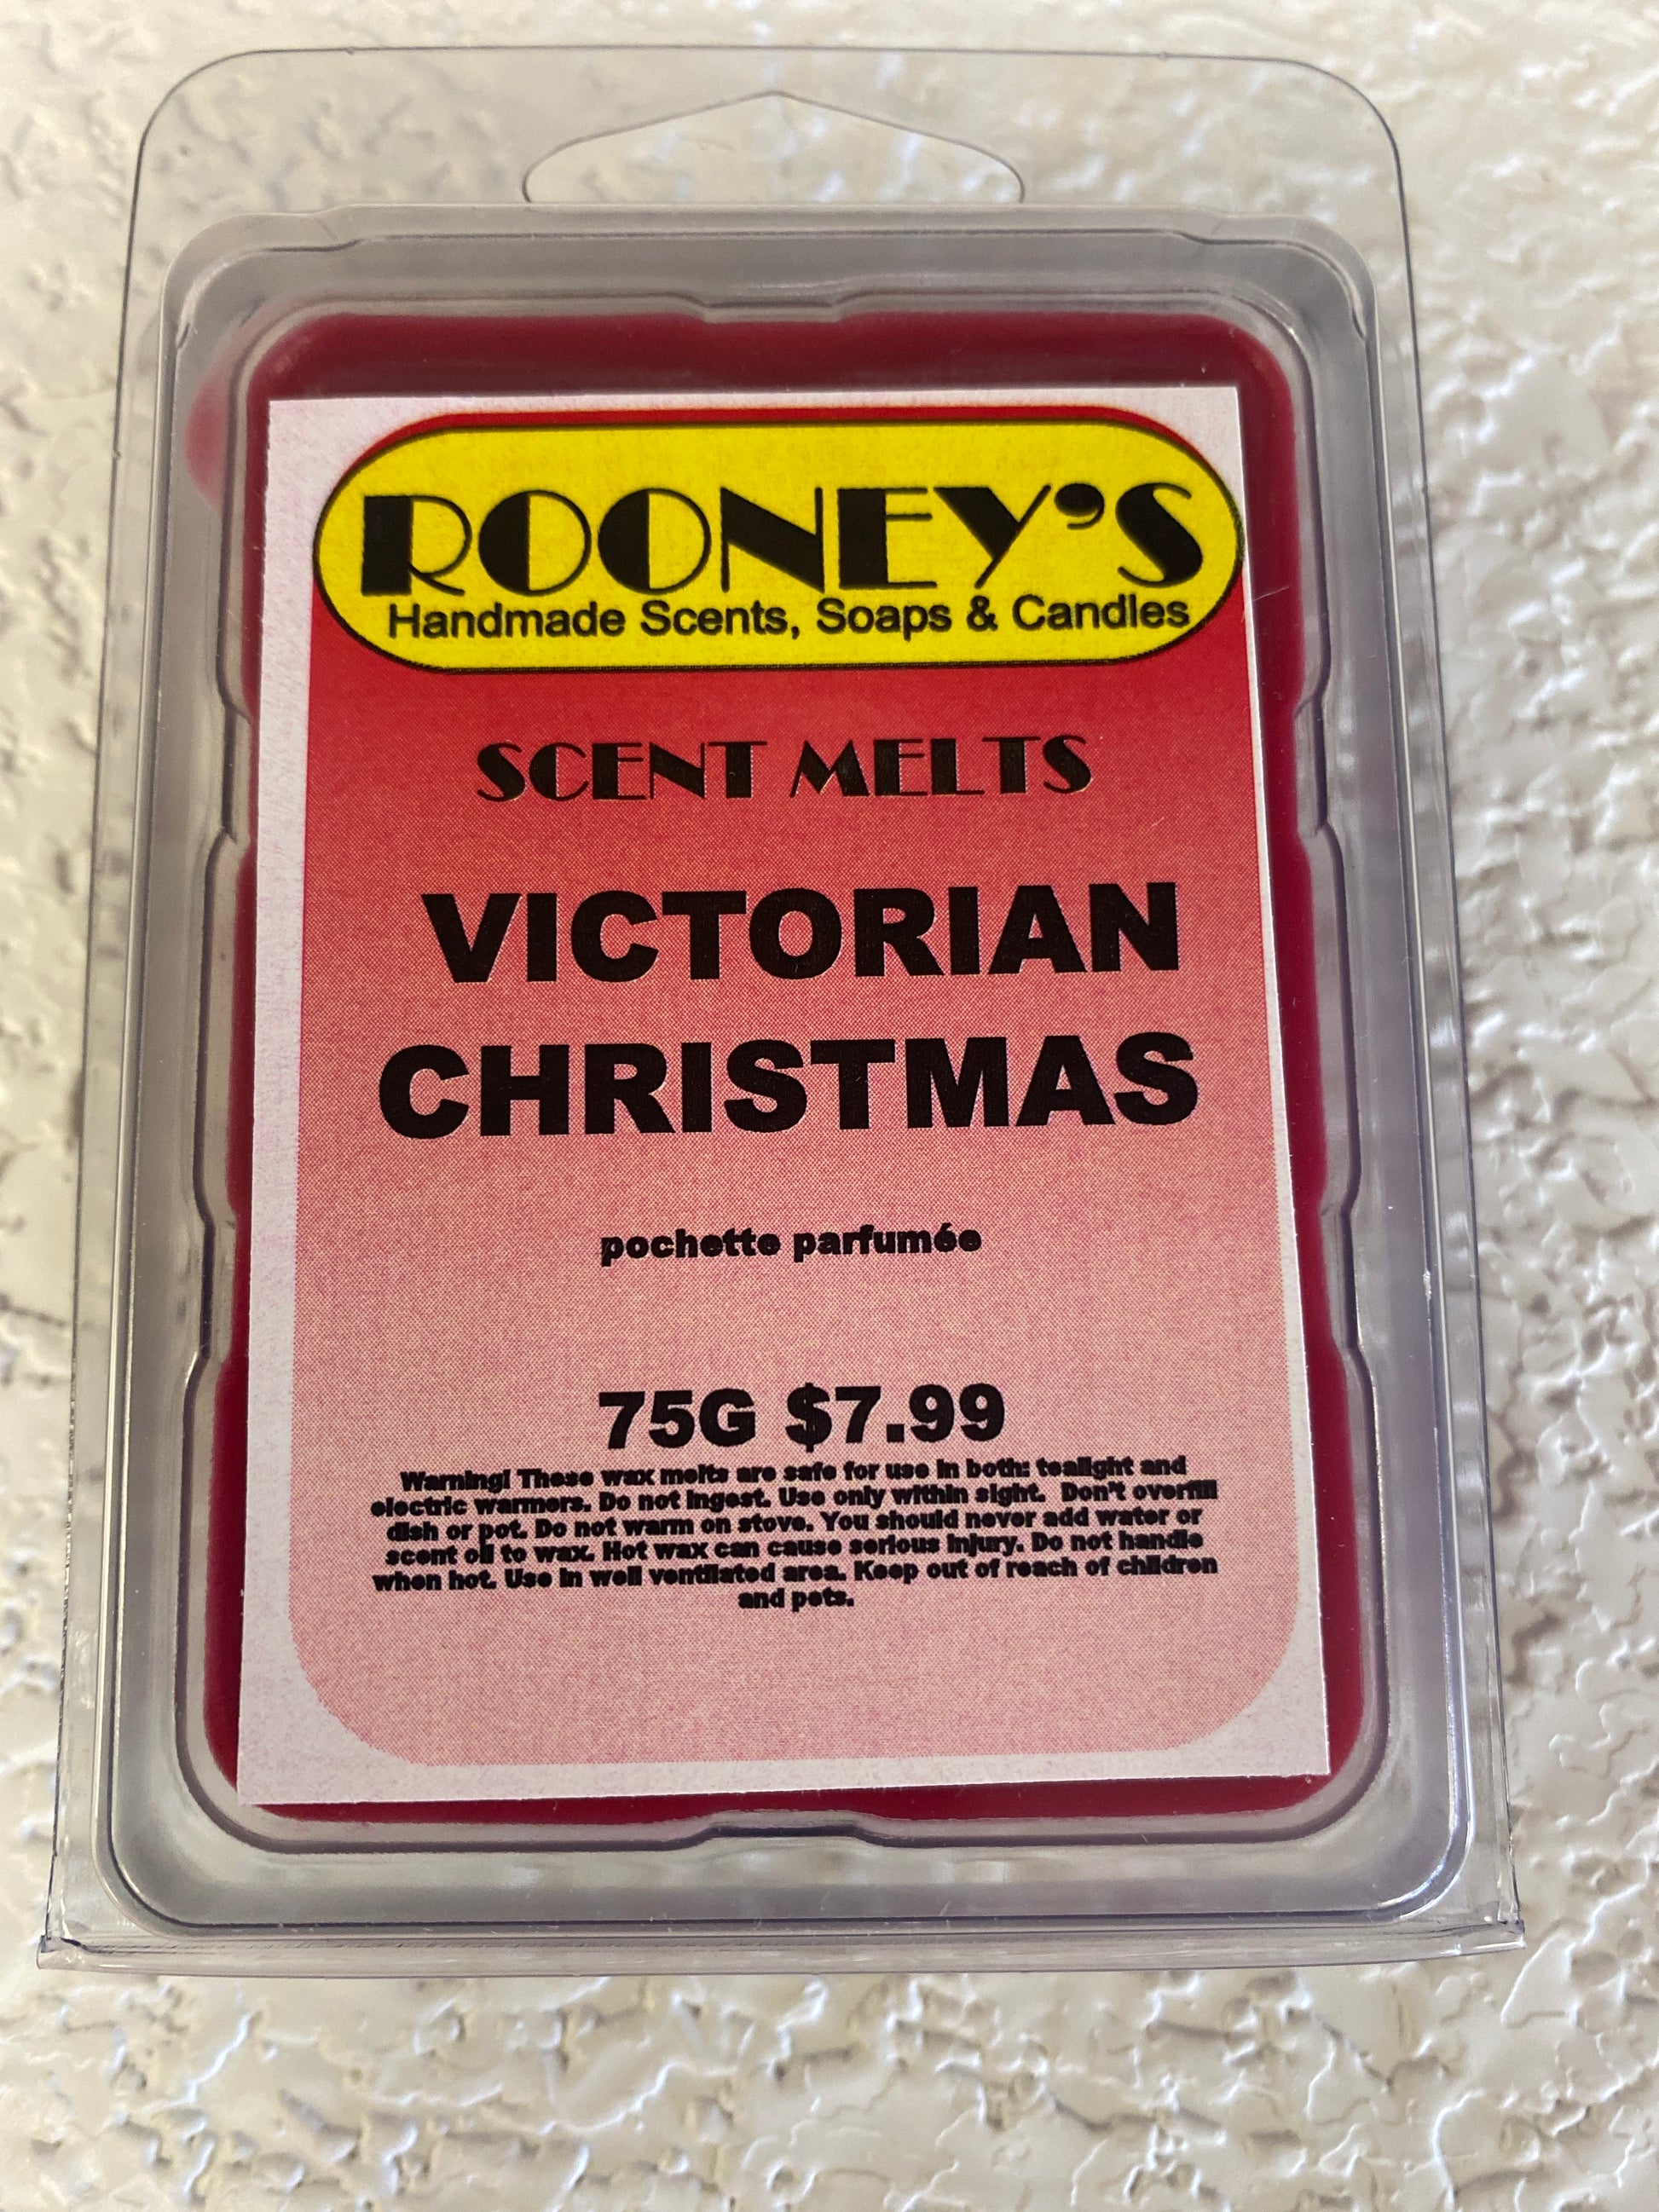 ROONEY'S
Handmade Scents, Soaps & Candles
SCENT MELTS
VICTORIAN
CHRISTMAS
pochette parfumée
75G $7.99
Warning! These wax melts are safe for use in both: tealight and
electric warmers. Do not ingest. Use only within sight. Don't overfill
dish or pot. Do not warm on stove. You should never add water or
scent oil to wax. Hot wax can cause serious injury. Do not handle
when hot. Use in well ventilated area. Keep out of reach of children
and pets.